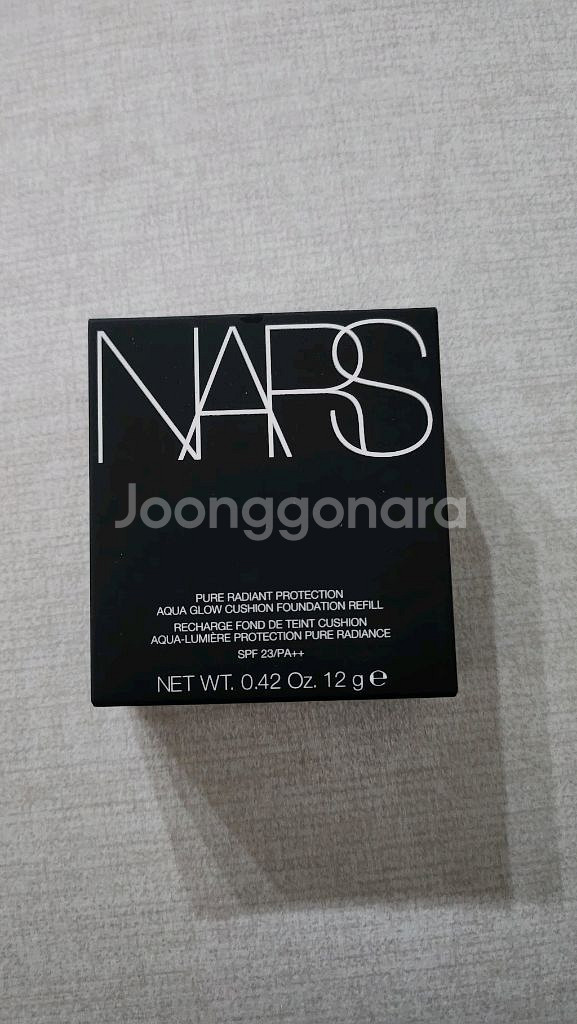 NARS
Joonggonara
PURE RADIANT PROTECTION
AQUA GLOW CUSHION FOUNDATION REFILL
RECHARGE FOND DE TEINT CUSHION
AQUA-LUMIÈRE PROTECTION PURE RADIANCE
SPF 23/PA++
NET WT. 0.42 Oz. 12 g ℮